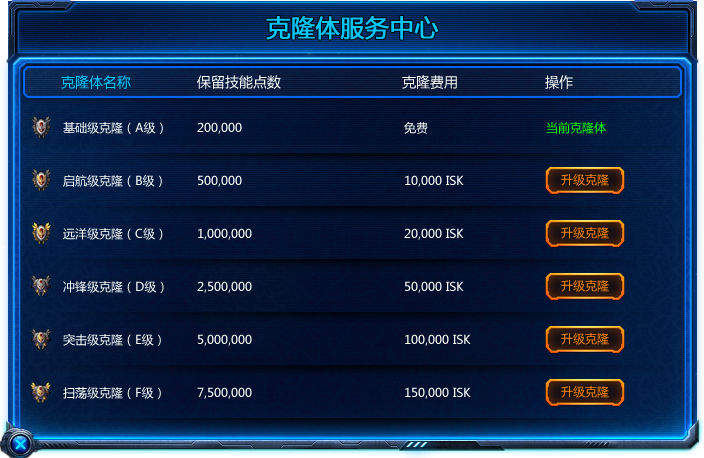 克隆体服务中心
克隆体名称 保留技能点数 克隆费用 操作
基础级克隆（A级） 200,000 免费 当前克隆体
启航级克隆（B级） 500,000 10,000 ISK 升级克隆
远洋级克隆（C级） 1,000,000 20,000 ISK 升级克隆
冲锋级克隆（D级） 2,500,000 50,000 ISK 升级克隆
突击级克隆（E级） 5,000,000 100,000 ISK 升级克隆
扫荡级克隆（F级） 7,500,000 150,000 ISK 升级克隆